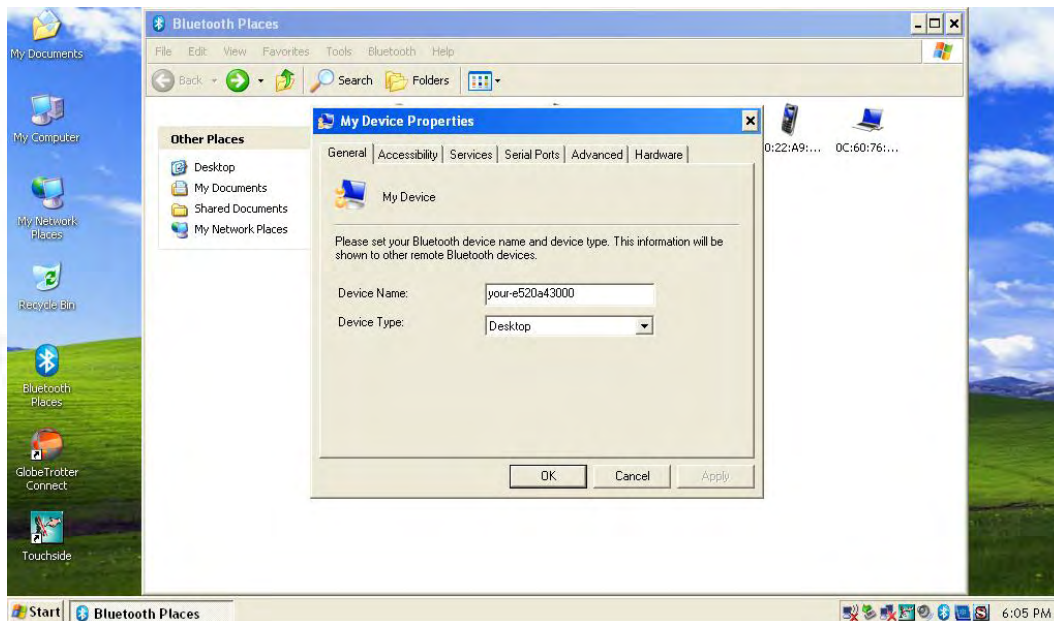 My Documents
My Computer
My Network
Places
Recycle Bin
Bluetooth
Places
GlobeTrotter
Connect
Touchside
Bluetooth Places
File Edit View Favorites Tools Bluetooth Help
Back Search Folders
Other Places
Desktop
My Documents
Shared Documents
My Network Places
0:22:A9:... 0C:60:76:...
My Device Properties
General Accessibility Services Serial Ports Advanced Hardware
My Device
Please set your Bluetooth device name and device type. This information will be
shown to other remote Bluetooth devices.
Device Name: your-e520a43000
Device Type: Desktop
OK Cancel Apply
Start Bluetooth Places 6:05 PM